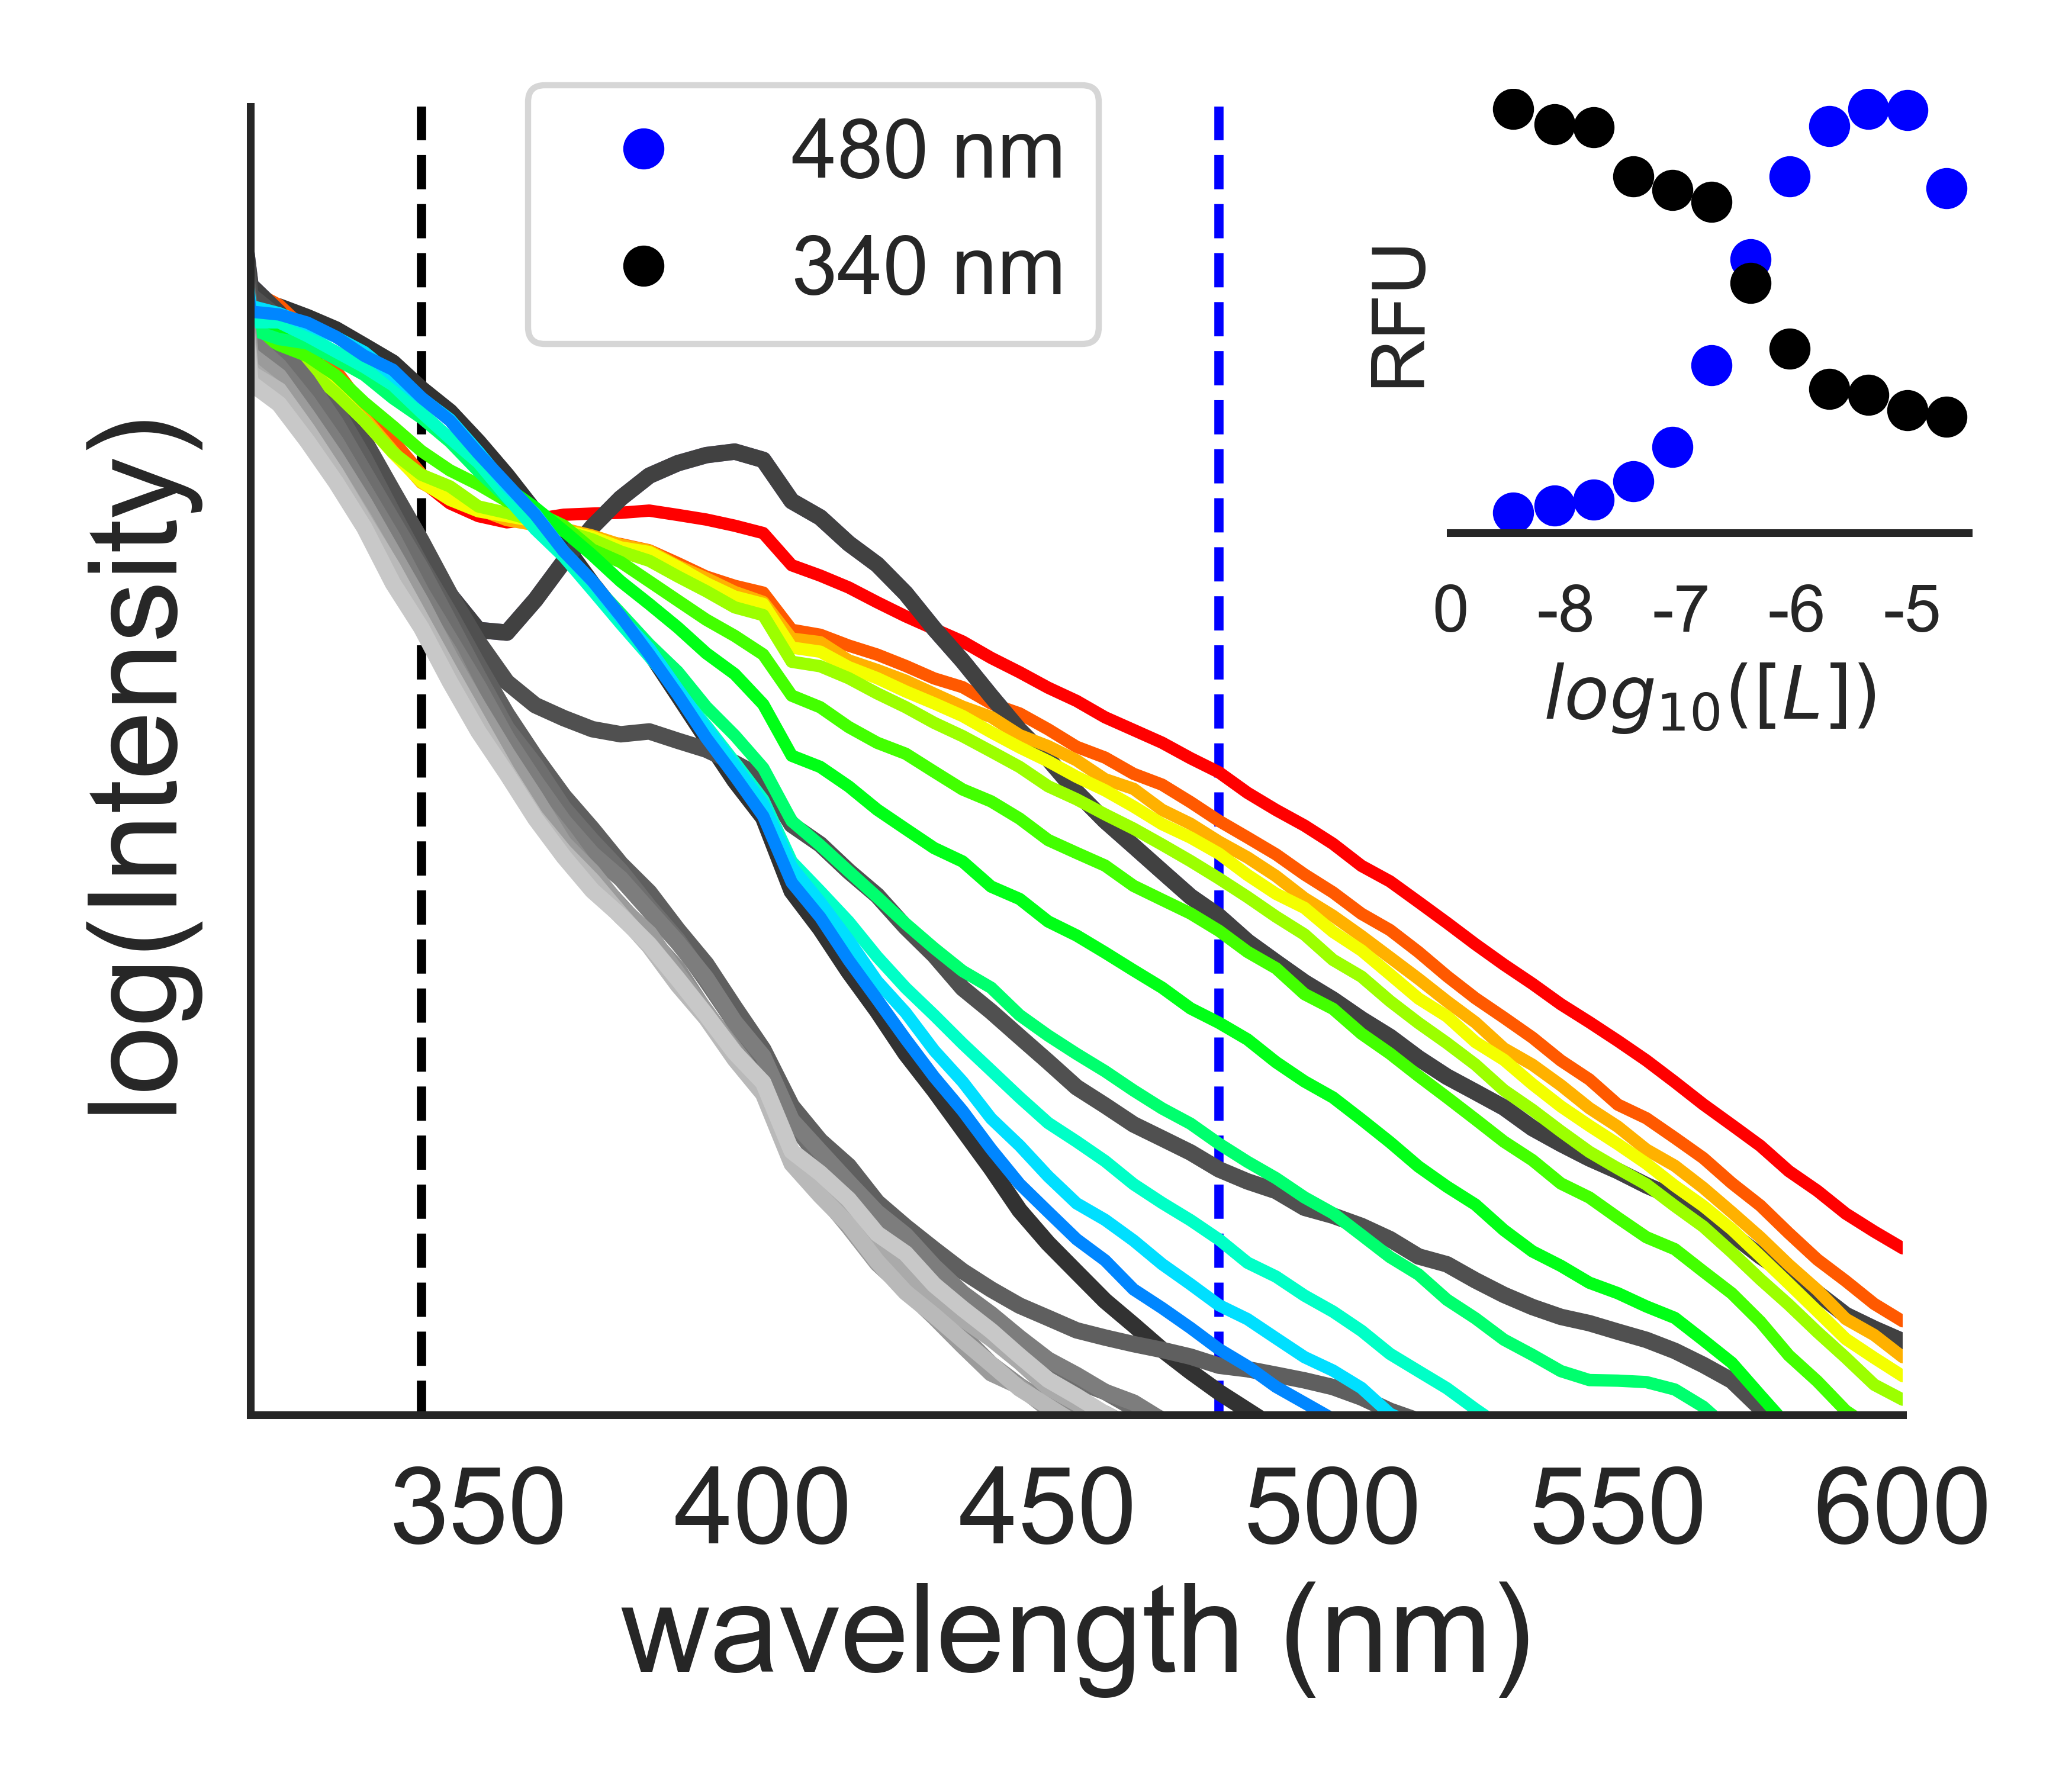 480 nm
340 nm
RFU
0 -8 -7 -6 -5
log₁₀([L])
log(Intensity)
350 400 450 500 550 600
wavelength (nm)